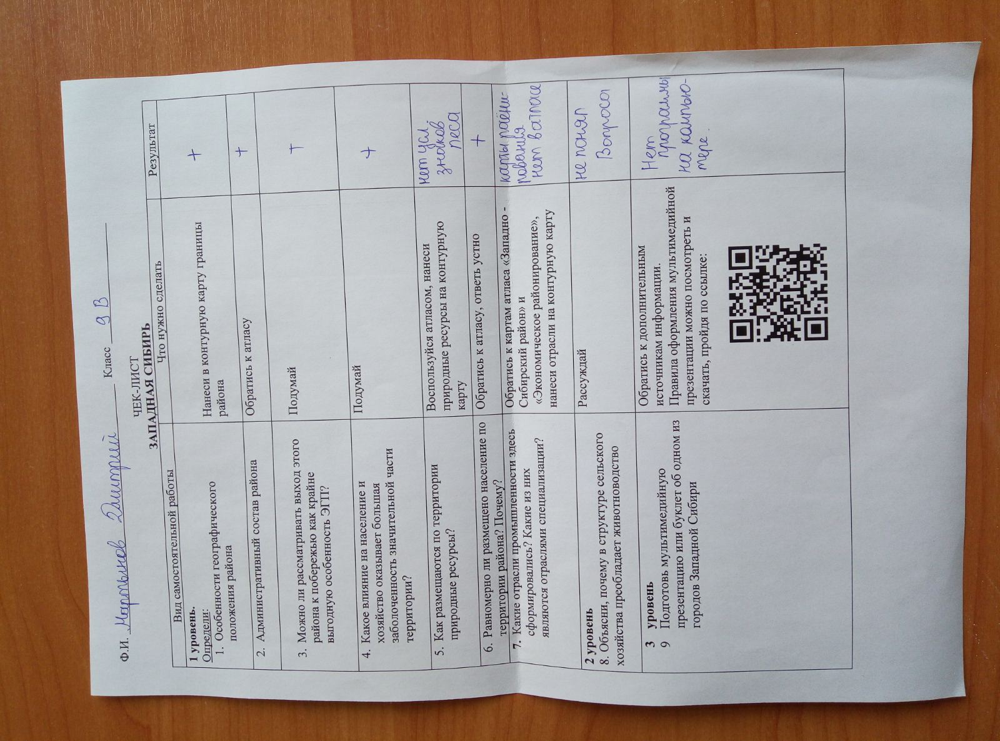 Ф.И. Мартынов Дмитрий Класс 9 В
ЧЕК-ЛИСТ
ЗАПАДНАЯ СИБИРЬ
Вид самостоятельной работы
Что нужно сделать
Результат
1 уровень.
Определи:
1. Особенности географического
положения района
Нанеси в контурную карту границы
района
+
2. Административный состав района
Обратись к атласу
+
3. Можно ли рассматривать выход этого
района к побережью как крайне
выгодную особенность ЭГП?
Подумай
+
4. Какое влияние на население и
хозяйство оказывает большая
заболоченность значительной части
территории?
Подумай
+
5. Как размещаются по территории
природные ресурсы?
Воспользуйся атласом, нанеси
природные ресурсы на контурную
карту
нет усл.
значков
леса
6. Равномерно ли размещено население по
территории района? Почему?
Обратись к атласу, ответь устно
+
7. Какие отрасли промышленности здесь
сформировались? Какие из них
являются отраслями специализации?
Обратись к картам атласа «Западно -
Сибирский район» и
«Экономическое районирование»,
нанеси отрасли на контурную карту
карты раёни-
рования
нет в атласе
2 уровень
8. Объясни, почему в структуре сельского
хозяйства преобладает животноводство
Рассуждай
не понял
Вопроса
3 уровень
9 Подготовь мультимедийную
презентацию или буклет об одном из
городов Западной Сибири
Обратись к дополнительным
источникам информации.
Правила оформления мультимедийной
презентации можно посмотреть и
скачать, пройдя по ссылке:
Нет
программы
на компью-
тере.